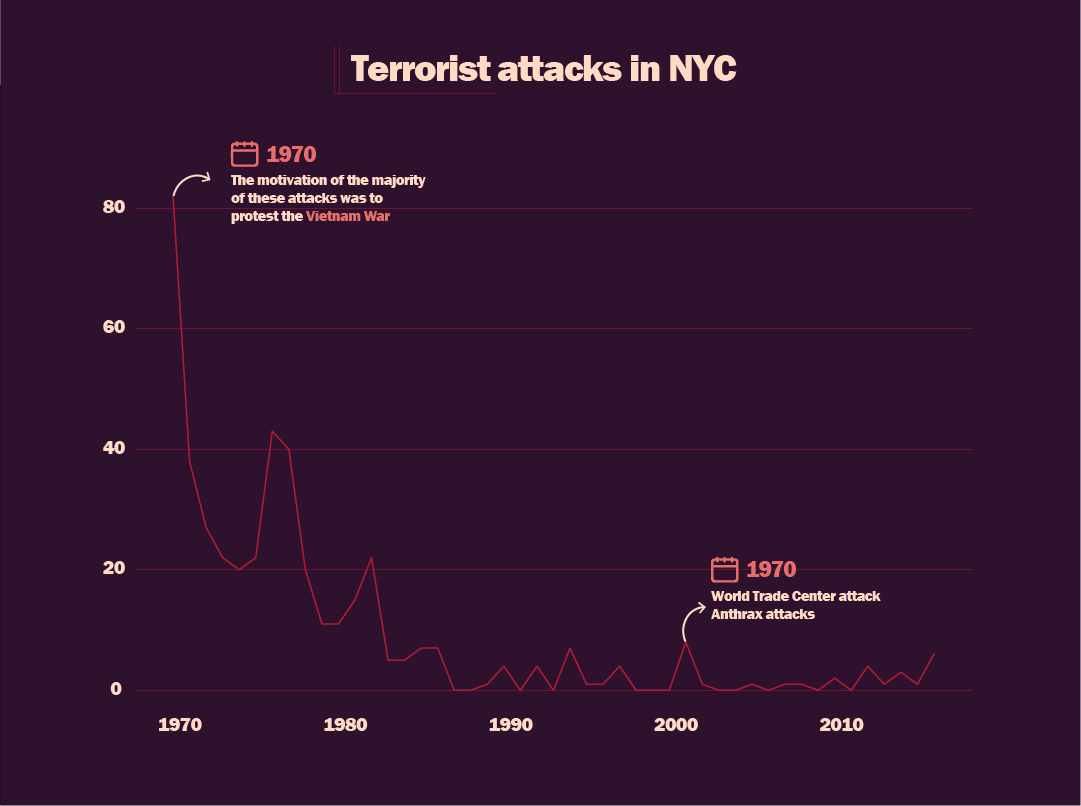 Terrorist attacks in NYC
1970
The motivation of the majority
of these attacks was to
protest the Vietnam War
80
60
40
20
0
1970
World Trade Center attack
Anthrax attacks
1970
1980
1990
2000
2010